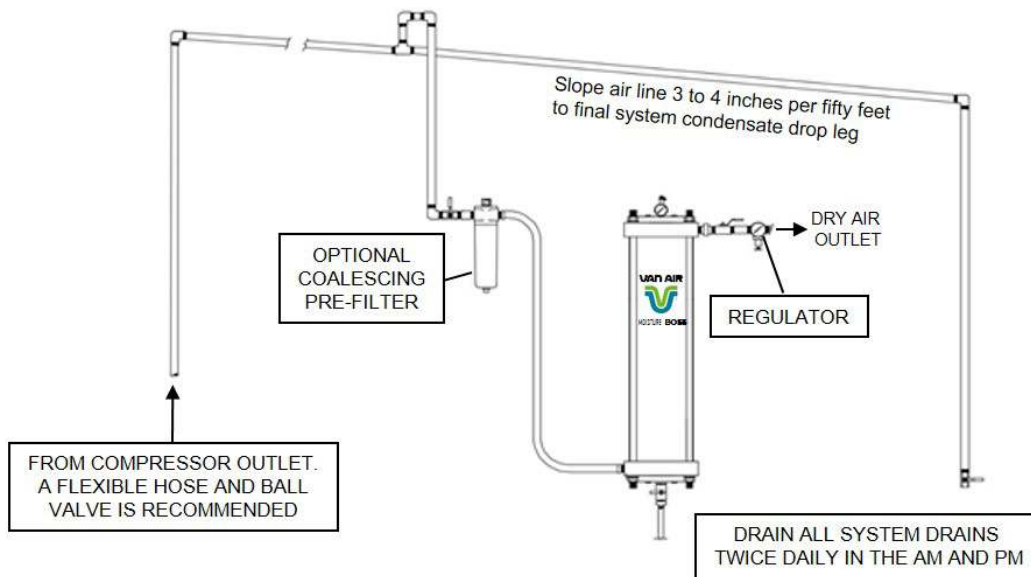 Slope air line 3 to 4 inches per fifty feet
to final system condensate drop leg
DRY AIR
OUTLET
OPTIONAL
COALESCING
PRE-FILTER
VAN AIR
MOISTURE BOSS
REGULATOR
FROM COMPRESSOR OUTLET.
A FLEXIBLE HOSE AND BALL
VALVE IS RECOMMENDED
DRAIN ALL SYSTEM DRAINS
TWICE DAILY IN THE AM AND PM